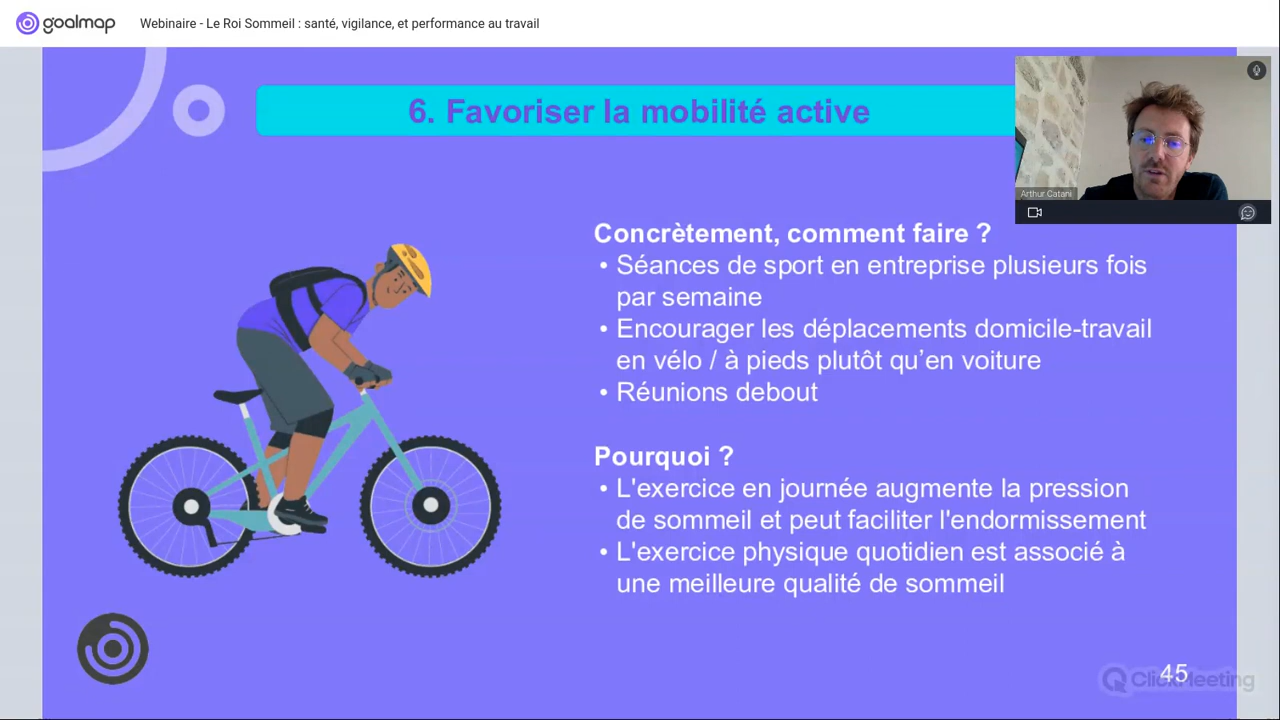 goalmap
Webinaire - Le Roi Sommeil : santé, vigilance, et performance au travail
6. Favoriser la mobilité active
Arthur Catani
Concrètement, comment faire ?
• Séances de sport en entreprise plusieurs fois
par semaine
• Encourager les déplacements domicile-travail
en vélo / à pieds plutôt qu'en voiture
• Réunions debout
Pourquoi ?
• L'exercice en journée augmente la pression
de sommeil et peut faciliter l'endormissement
• L'exercice physique quotidien est associé à
une meilleure qualité de sommeil
45
ClickMeeting